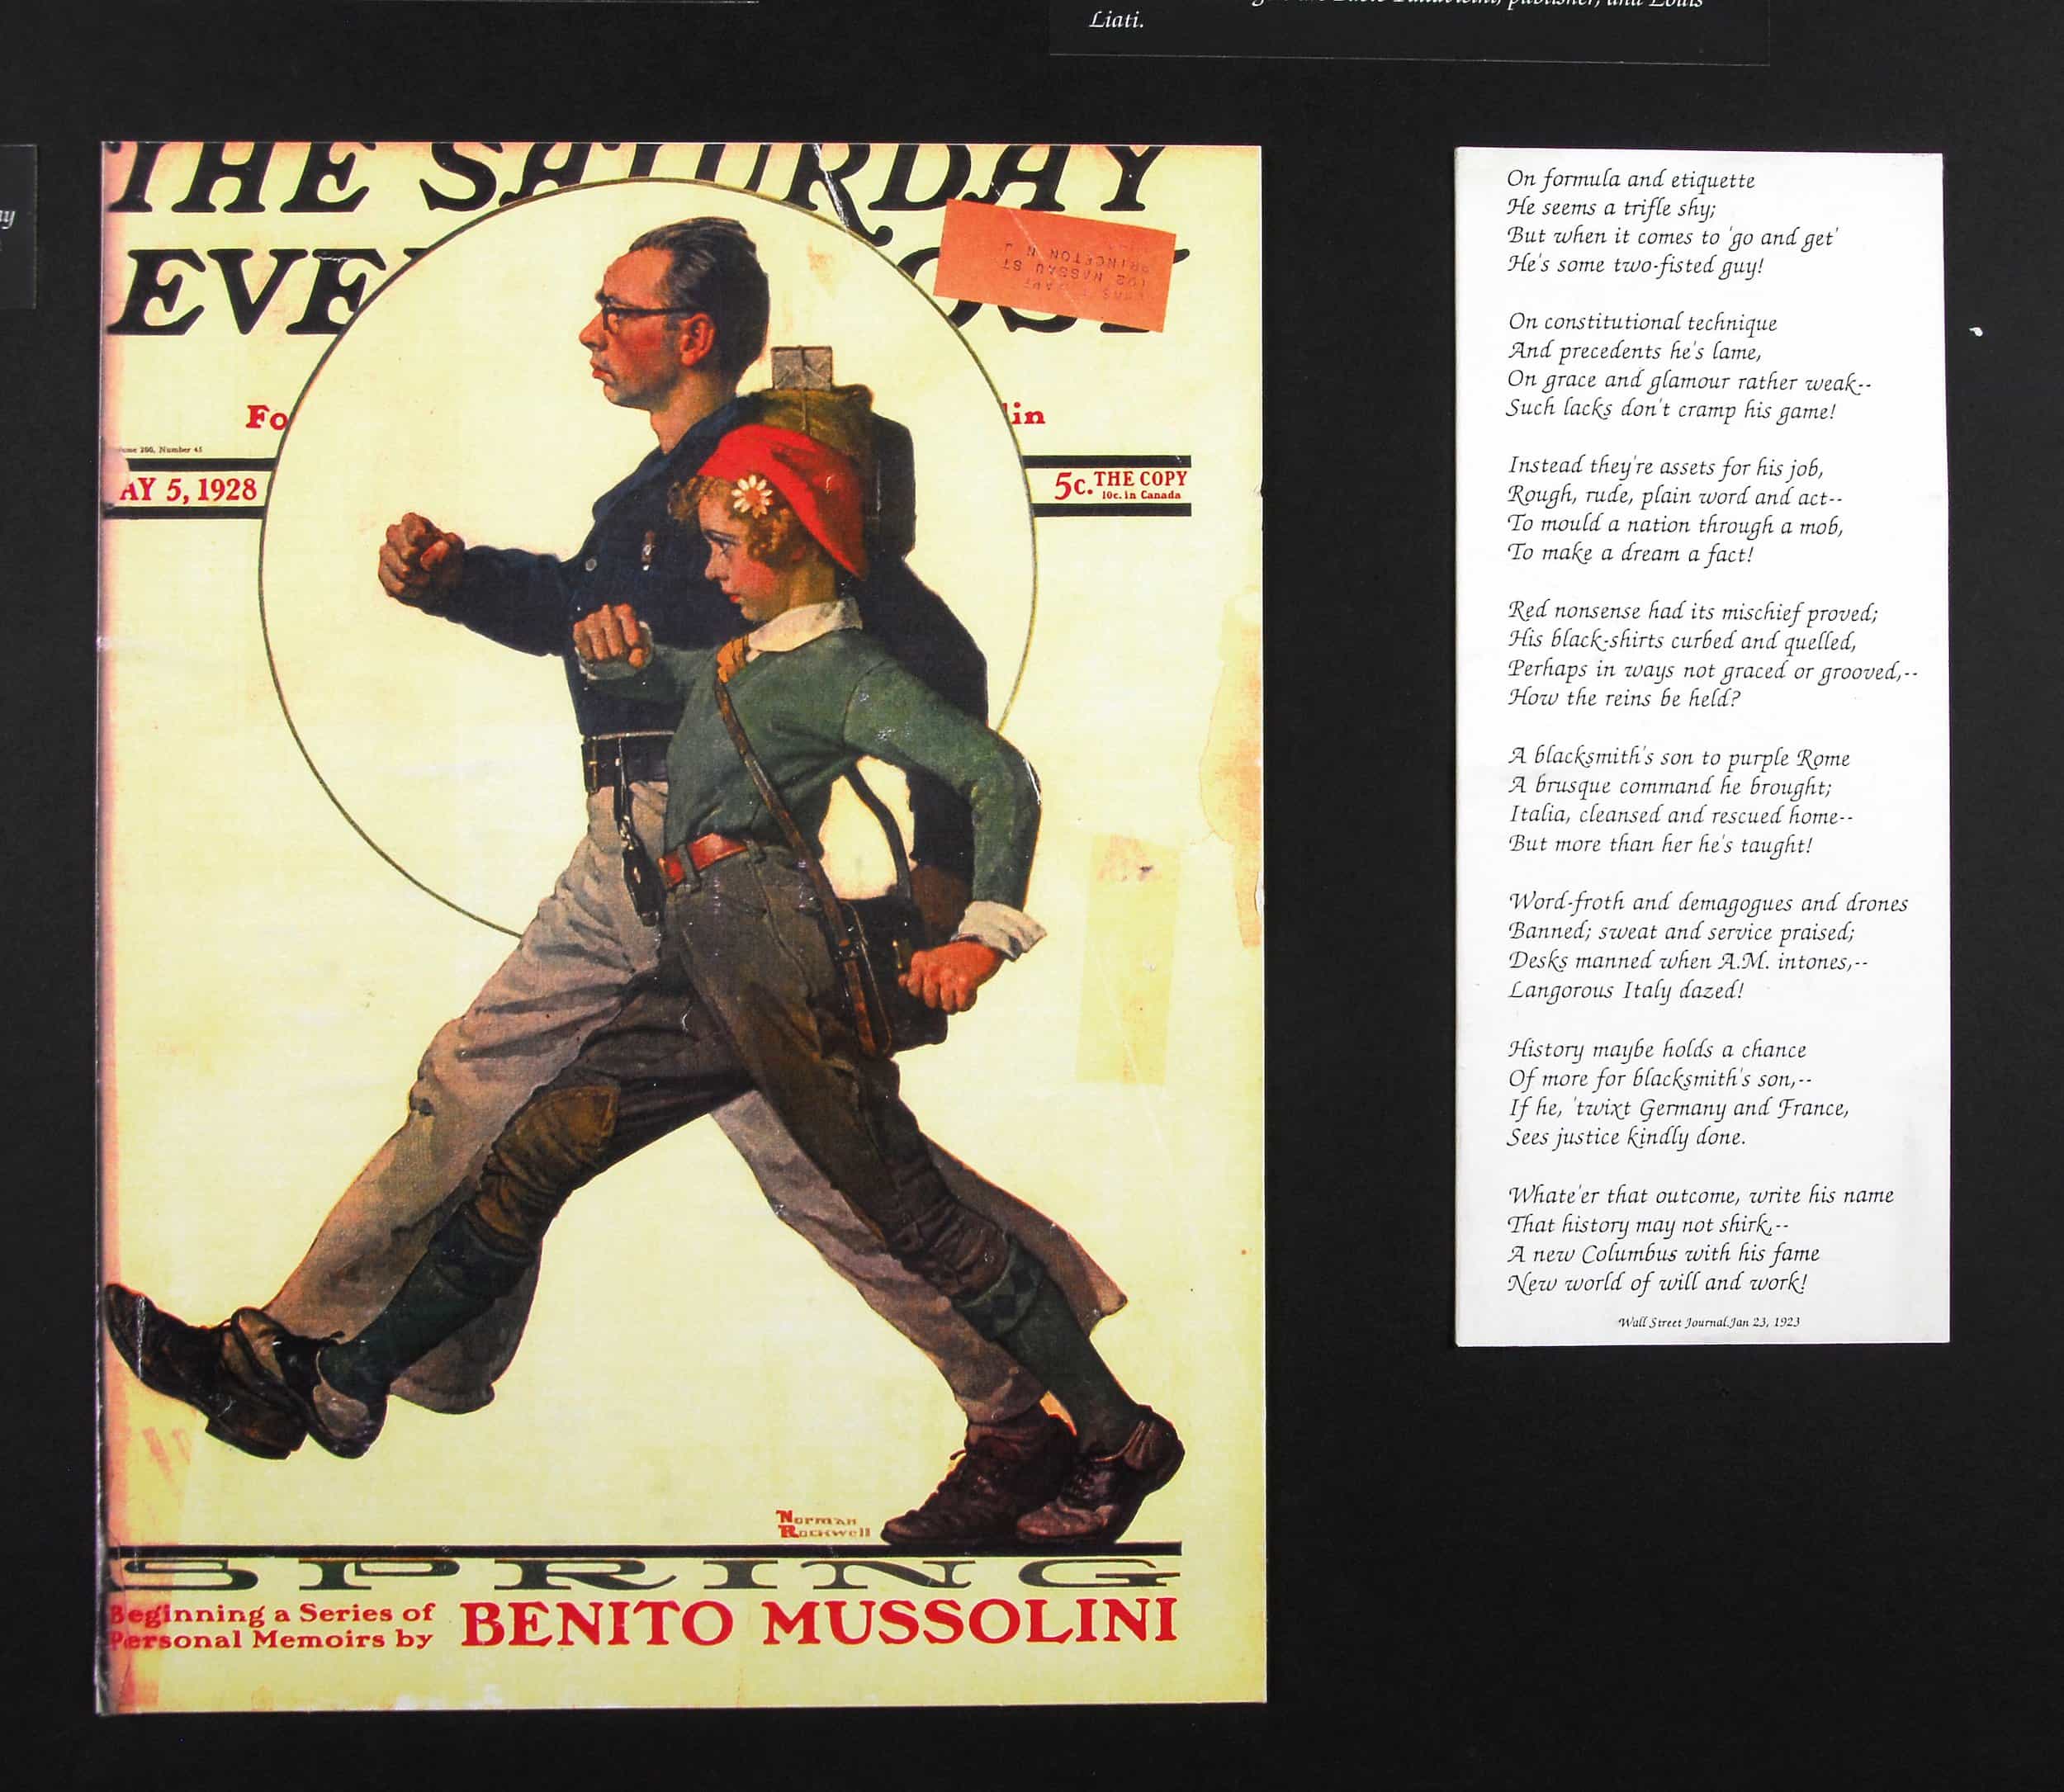 Liati.
THE SATURDAY
EVE OST
Fo in
Number 45
AY 5, 1928
5c. THE COPY
10c. in Canada
192 NASSAU ST
PRINCETON N J
Norman
Rockwell
SPRING
Beginning a Series of
Personal Memoirs by
BENITO MUSSOLINI
On formula and etiquette
He seems a trifle shy;
But when it comes to 'go and get'
He's some two-fisted guy!
On constitutional technique
And precedents he's lame,
On grace and glamour rather weak--
Such lacks don't cramp his game!
Instead they're assets for his job,
Rough, rude, plain word and act--
To mould a nation through a mob,
To make a dream a fact!
Red nonsense had its mischief proved;
His black-shirts curbed and quelled,
Perhaps in ways not graced or grooved,--
How the reins be held?
A blacksmith's son to purple Rome
A brusque command he brought;
Italia, cleansed and rescued home--
But more than her he's taught!
Word-froth and demagogues and drones
Banned; sweat and service praised;
Desks manned when A.M. intones,--
Langorous Italy dazed!
History maybe holds a chance
Of more for blacksmith's son,--
If he, 'twixt Germany and France,
Sees justice kindly done.
Whate'er that outcome, write his name
That history may not shirk,--
A new Columbus with his fame
New world of will and work!
Wall Street Journal.Jan 23, 1923